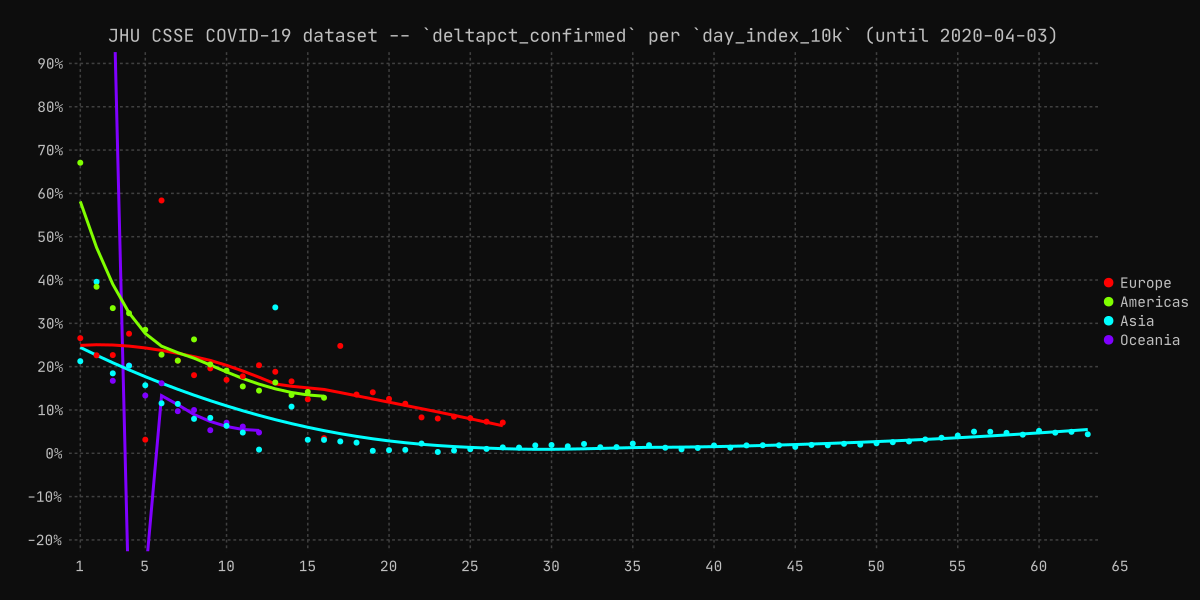 JHU CSSE COVID-19 dataset -- `deltapct_confirmed` per `day_index_10k` (until 2020-04-03)
90%
80%
70%
60%
50%
40%
30%
20%
10%
0%
-10%
-20%
1 5 10 15 20 25 30 35 40 45 50 55 60 65
Europe
Americas
Asia
Oceania